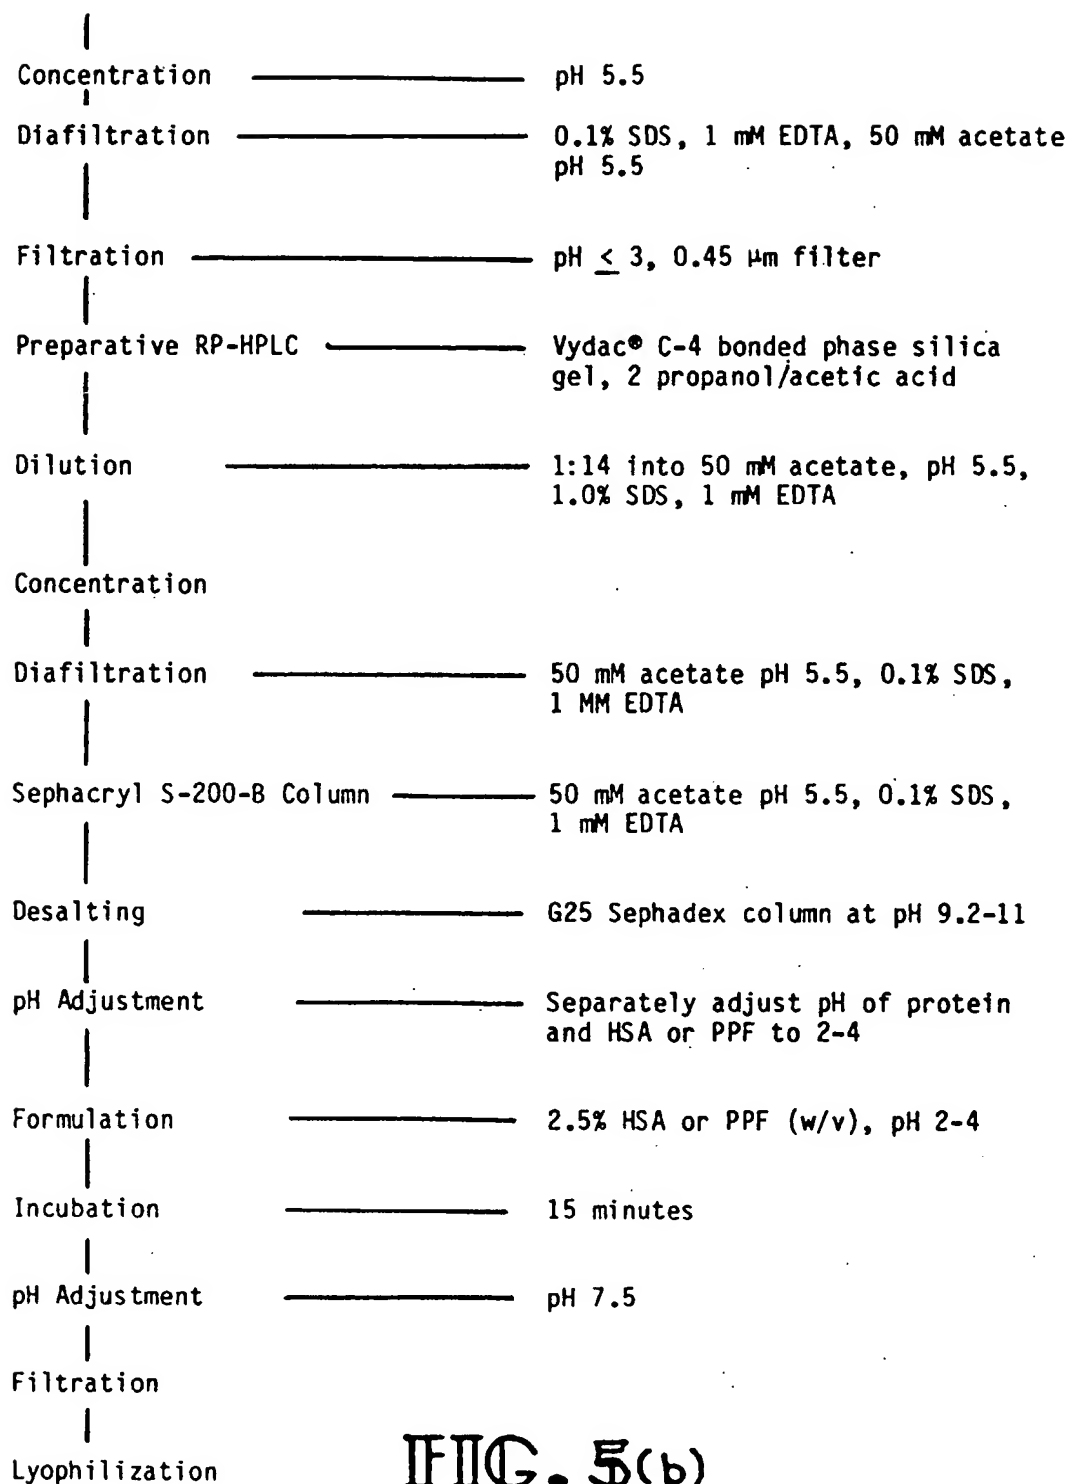 Concentration pH 5.5
Diafiltration 0.1% SDS, 1 mM EDTA, 50 mM acetate
pH 5.5
Filtration pH ≤ 3, 0.45 µm filter
Preparative RP-HPLC Vydac® C-4 bonded phase silica
gel, 2 propanol/acetic acid
Dilution 1:14 into 50 mM acetate, pH 5.5,
1.0% SDS, 1 mM EDTA
Concentration
Diafiltration 50 mM acetate pH 5.5, 0.1% SDS,
1 MM EDTA
Sephacryl S-200-B Column 50 mM acetate pH 5.5, 0.1% SDS,
1 mM EDTA
Desalting G25 Sephadex column at pH 9.2-11
pH Adjustment Separately adjust pH of protein
and HSA or PPF to 2-4
Formulation 2.5% HSA or PPF (w/v), pH 2-4
Incubation 15 minutes
pH Adjustment pH 7.5
Filtration
Lyophilization
FIG. 5(b)